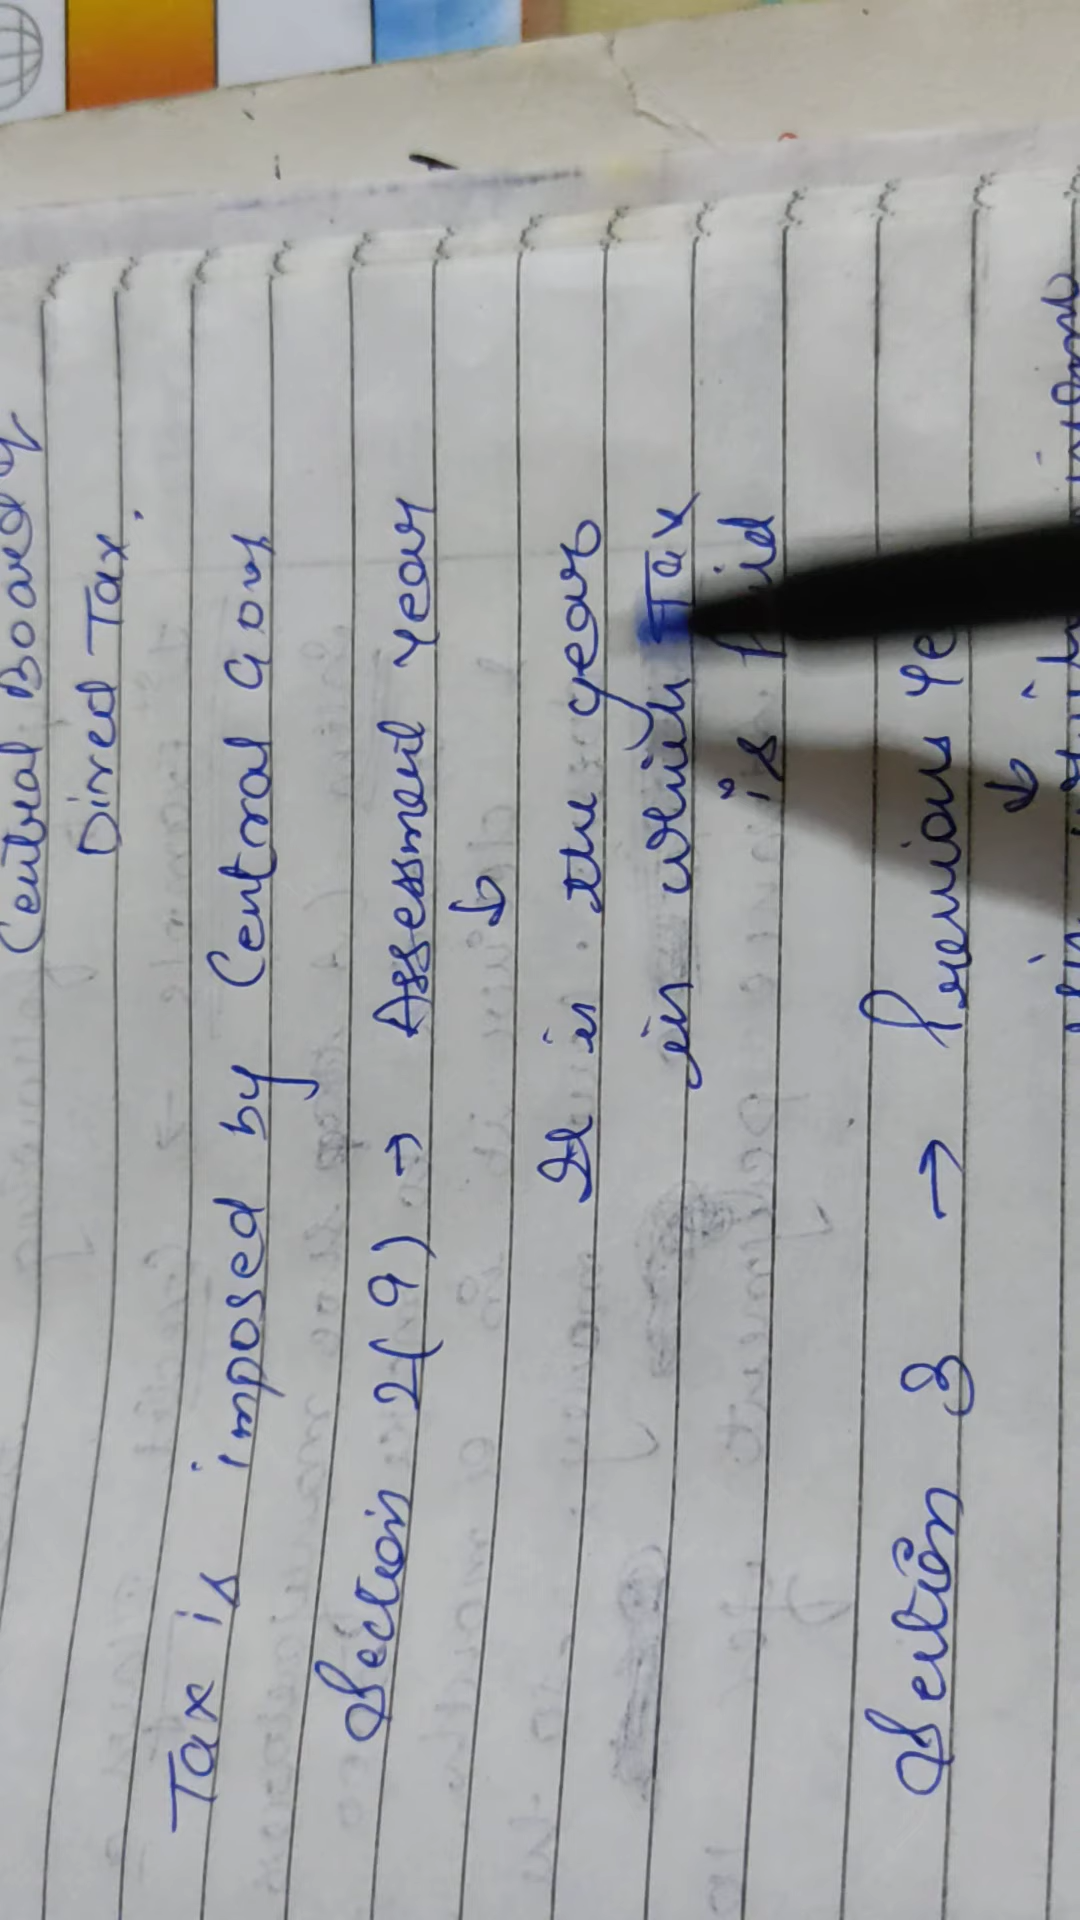 Central Board of
Direct Tax.
Tax is imposed by Central Gov
Section 2(9) → Assessment Year
↓
It is the year
in which Tax
is paid
Section 3 → Previous Ye
↓